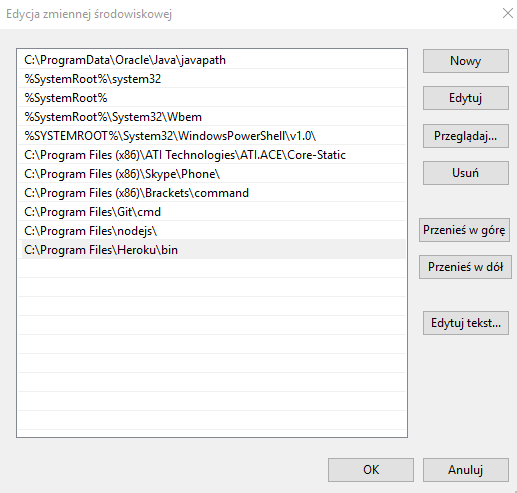 Edycja zmiennej środowiskowej
C:\ProgramData\Oracle\Java\javapath
%SystemRoot%\system32
%SystemRoot%
%SystemRoot%\System32\Wbem
%SYSTEMROOT%\System32\WindowsPowerShell\v1.0\
C:\Program Files (x86)\ATI Technologies\ATI.ACE\Core-Static
C:\Program Files (x86)\Skype\Phone\
C:\Program Files (x86)\Brackets\command
C:\Program Files\Git\cmd
C:\Program Files\nodejs\
C:\Program Files\Heroku\bin
Nowy
Edytuj
Przeglądaj...
Usuń
Przenieś w górę
Przenieś w dół
Edytuj tekst...
OK
Anuluj